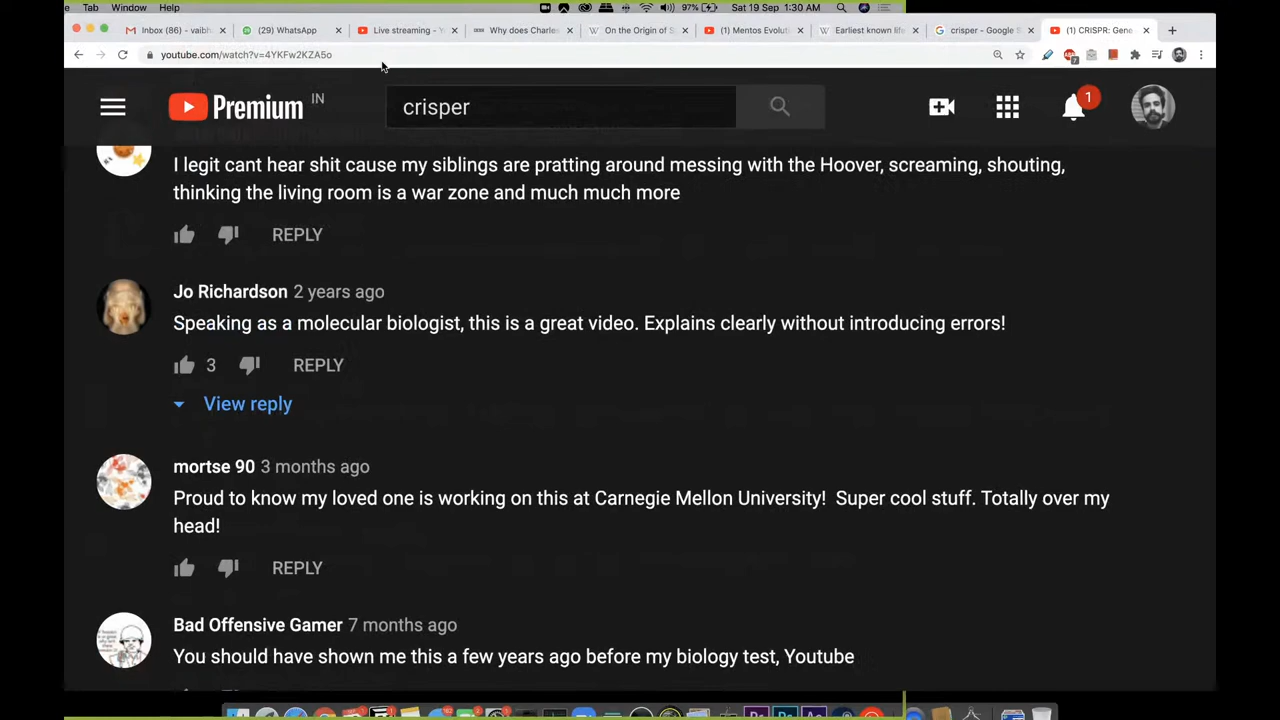 Tab Window Help 97% Sat 19 Sep 1:30 AM
Inbox (86) - vaibh (29) WhatsApp Live streaming - Y Why does Charle On the Origin of S (1) Mentos Evoluti Earliest known life crisper - Google S (1) CRISPR: Gene
youtube.com/watch?v=4YKFw2KZA5o 7
Premium IN crisper 1
I legit cant hear shit cause my siblings are pratting around messing with the Hoover, screaming, shouting,
thinking the living room is a war zone and much much more
REPLY
Jo Richardson 2 years ago
Speaking as a molecular biologist, this is a great video. Explains clearly without introducing errors!
3 REPLY
View reply
mortse 90 3 months ago
Proud to know my loved one is working on this at Carnegie Mellon University! Super cool stuff. Totally over my
head!
REPLY
Bad Offensive Gamer 7 months ago
You should have shown me this a few years ago before my biology test, Youtube
Pr Ps Ae